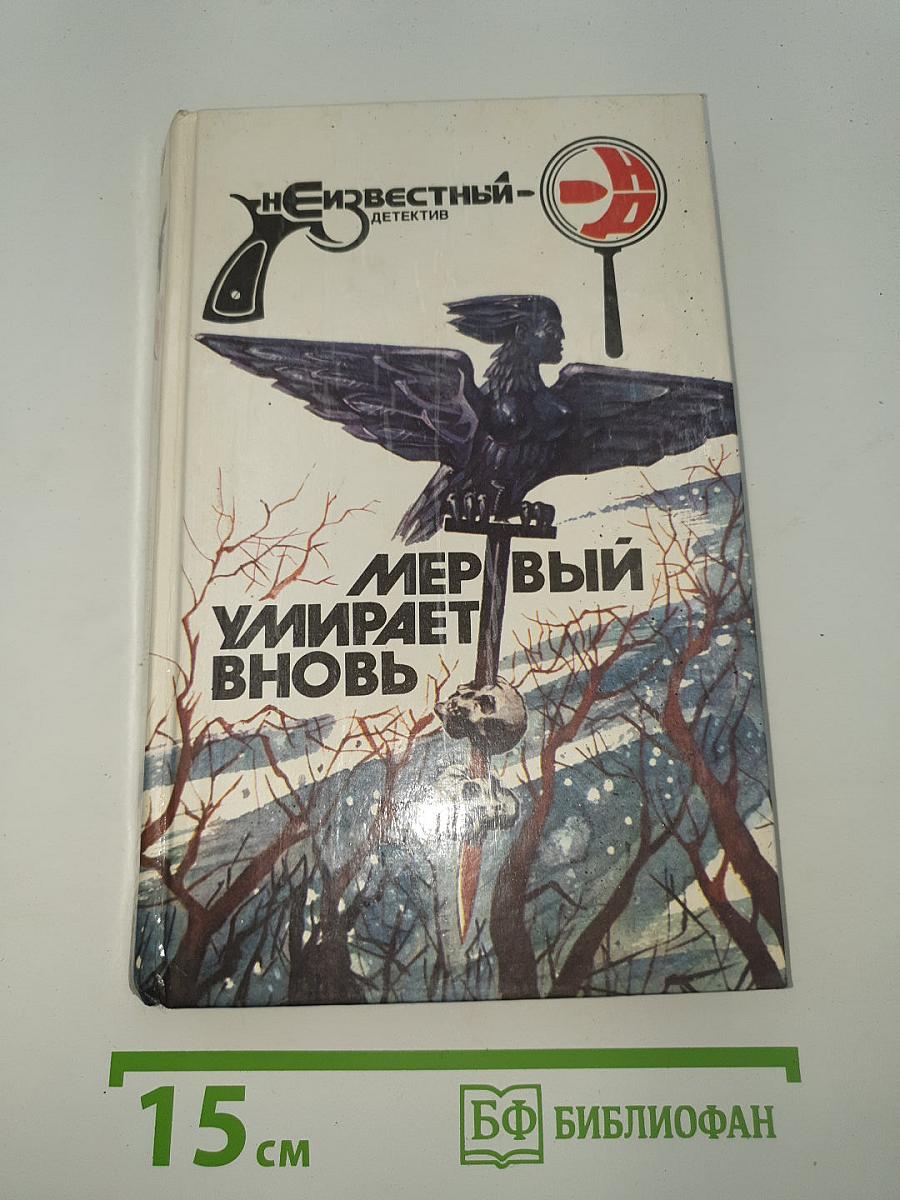 НЕИЗВЕСТНЫЙ
ДЕТЕКТИВ
НД
МЕРТВЫЙ
УМИРАЕТ
ВНОВЬ
15 см
БФ БИБЛИОФАН